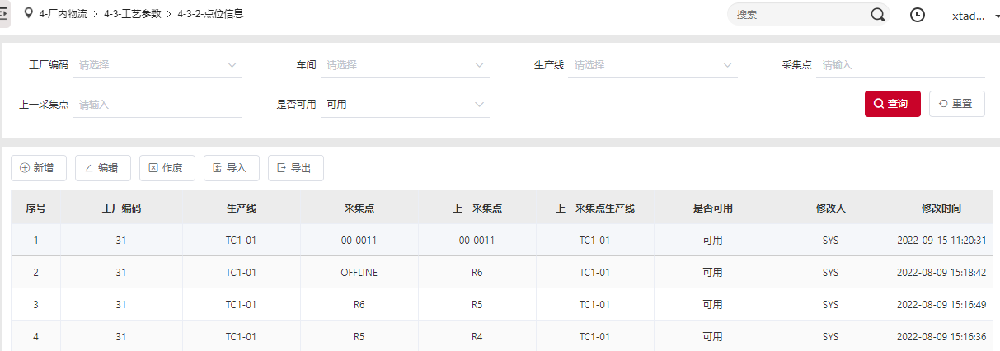 4-厂内物流 > 4-3-工艺参数 > 4-3-2-点位信息 搜索 xtad...
工厂编码 请选择 车间 请选择 生产线 请选择 采集点 请输入
上一采集点 请输入 是否可用 可用 查询 重置
新增 编辑 作废 导入 导出
序号 工厂编码 生产线 采集点 上一采集点 上一采集点生产线 是否可用 修改人 修改时间
1 31 TC1-01 00-0011 00-0011 TC1-01 可用 SYS 2022-09-15 11:20:31
2 31 TC1-01 OFFLINE R6 TC1-01 可用 SYS 2022-08-09 15:18:42
3 31 TC1-01 R6 R5 TC1-01 可用 SYS 2022-08-09 15:16:49
4 31 TC1-01 R5 R4 TC1-01 可用 SYS 2022-08-09 15:16:36